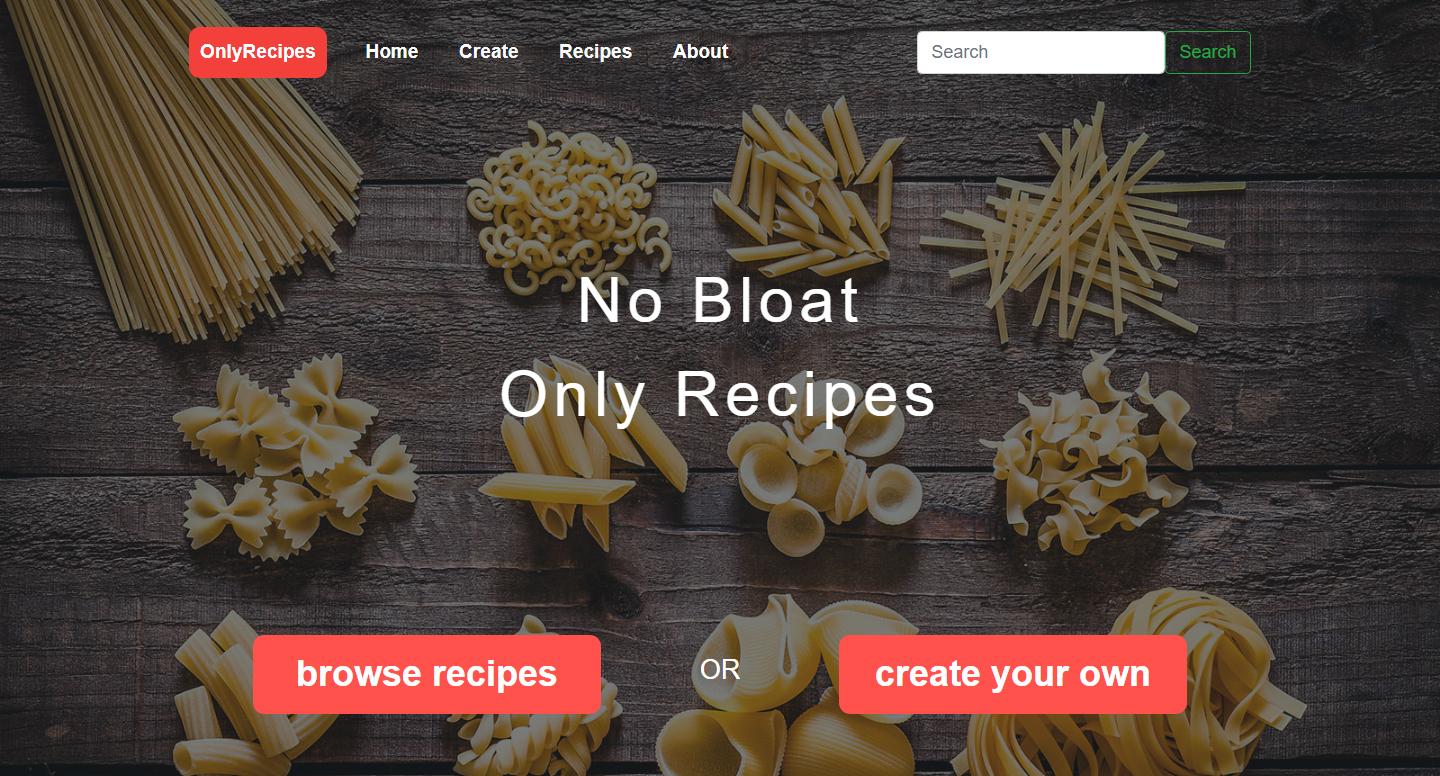 OnlyRecipes Home Create Recipes About Search Search
No Bloat
Only Recipes
browse recipes OR create your own